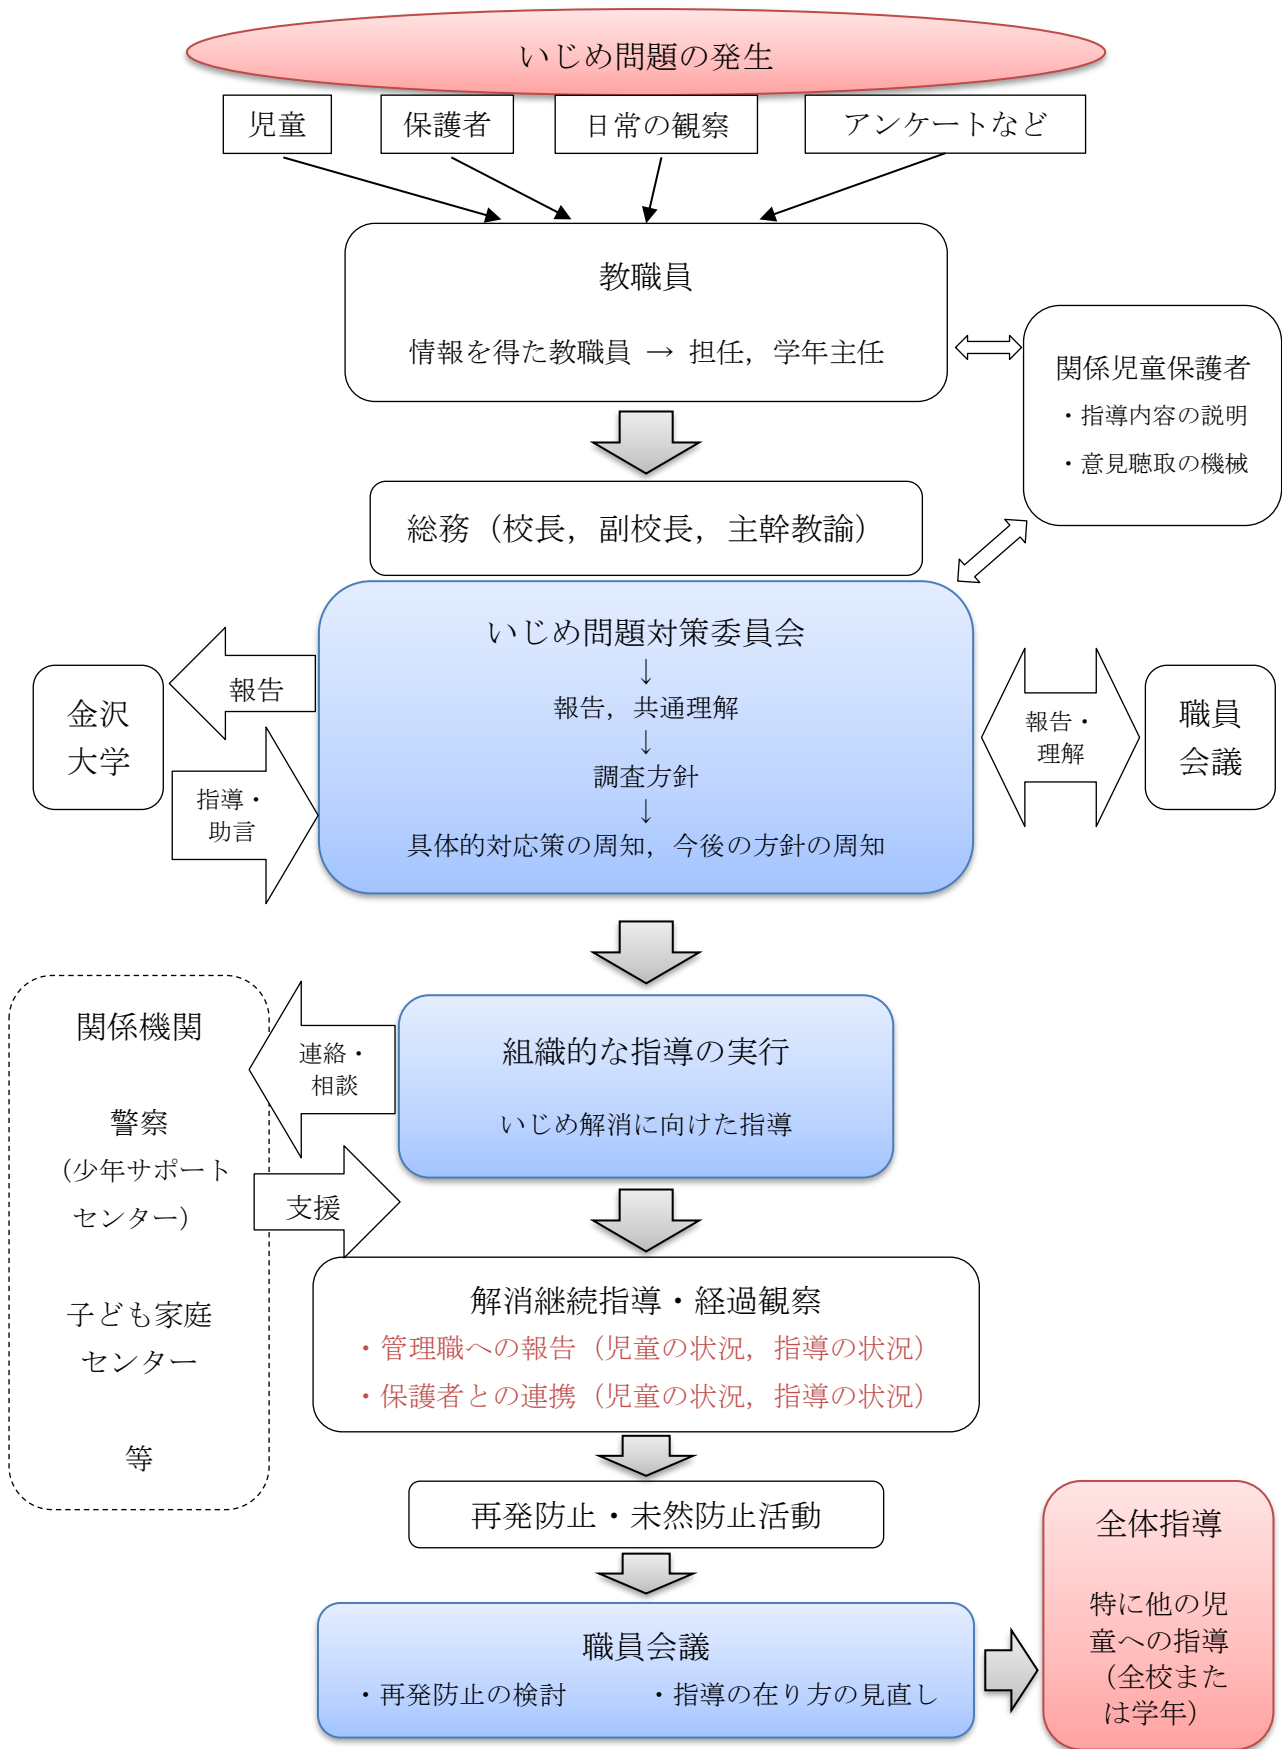 いじめ問題の発生
児童
保護者
日常の観察
アンケートなど
教職員
情報を得た教職員 → 担任，学年主任
関係児童保護者
・指導内容の説明
・意見聴取の機械
総務（校長，副校長，主幹教諭）
いじめ問題対策委員会
↓
報告，共通理解
↓
調査方針
↓
具体的対応策の周知，今後の方針の周知
報告
金沢
大学
指導・
助言
報告・
理解
職員
会議
組織的な指導の実行
いじめ解消に向けた指導
連絡・
相談
支援
関係機関
警察
（少年サポート
センター）
子ども家庭
センター
等
解消継続指導・経過観察
・管理職への報告（児童の状況，指導の状況）
・保護者との連携（児童の状況，指導の状況）
再発防止・未然防止活動
職員会議
・再発防止の検討　　・指導の在り方の見直し
全体指導
特に他の児
童への指導
（全校また
は学年）